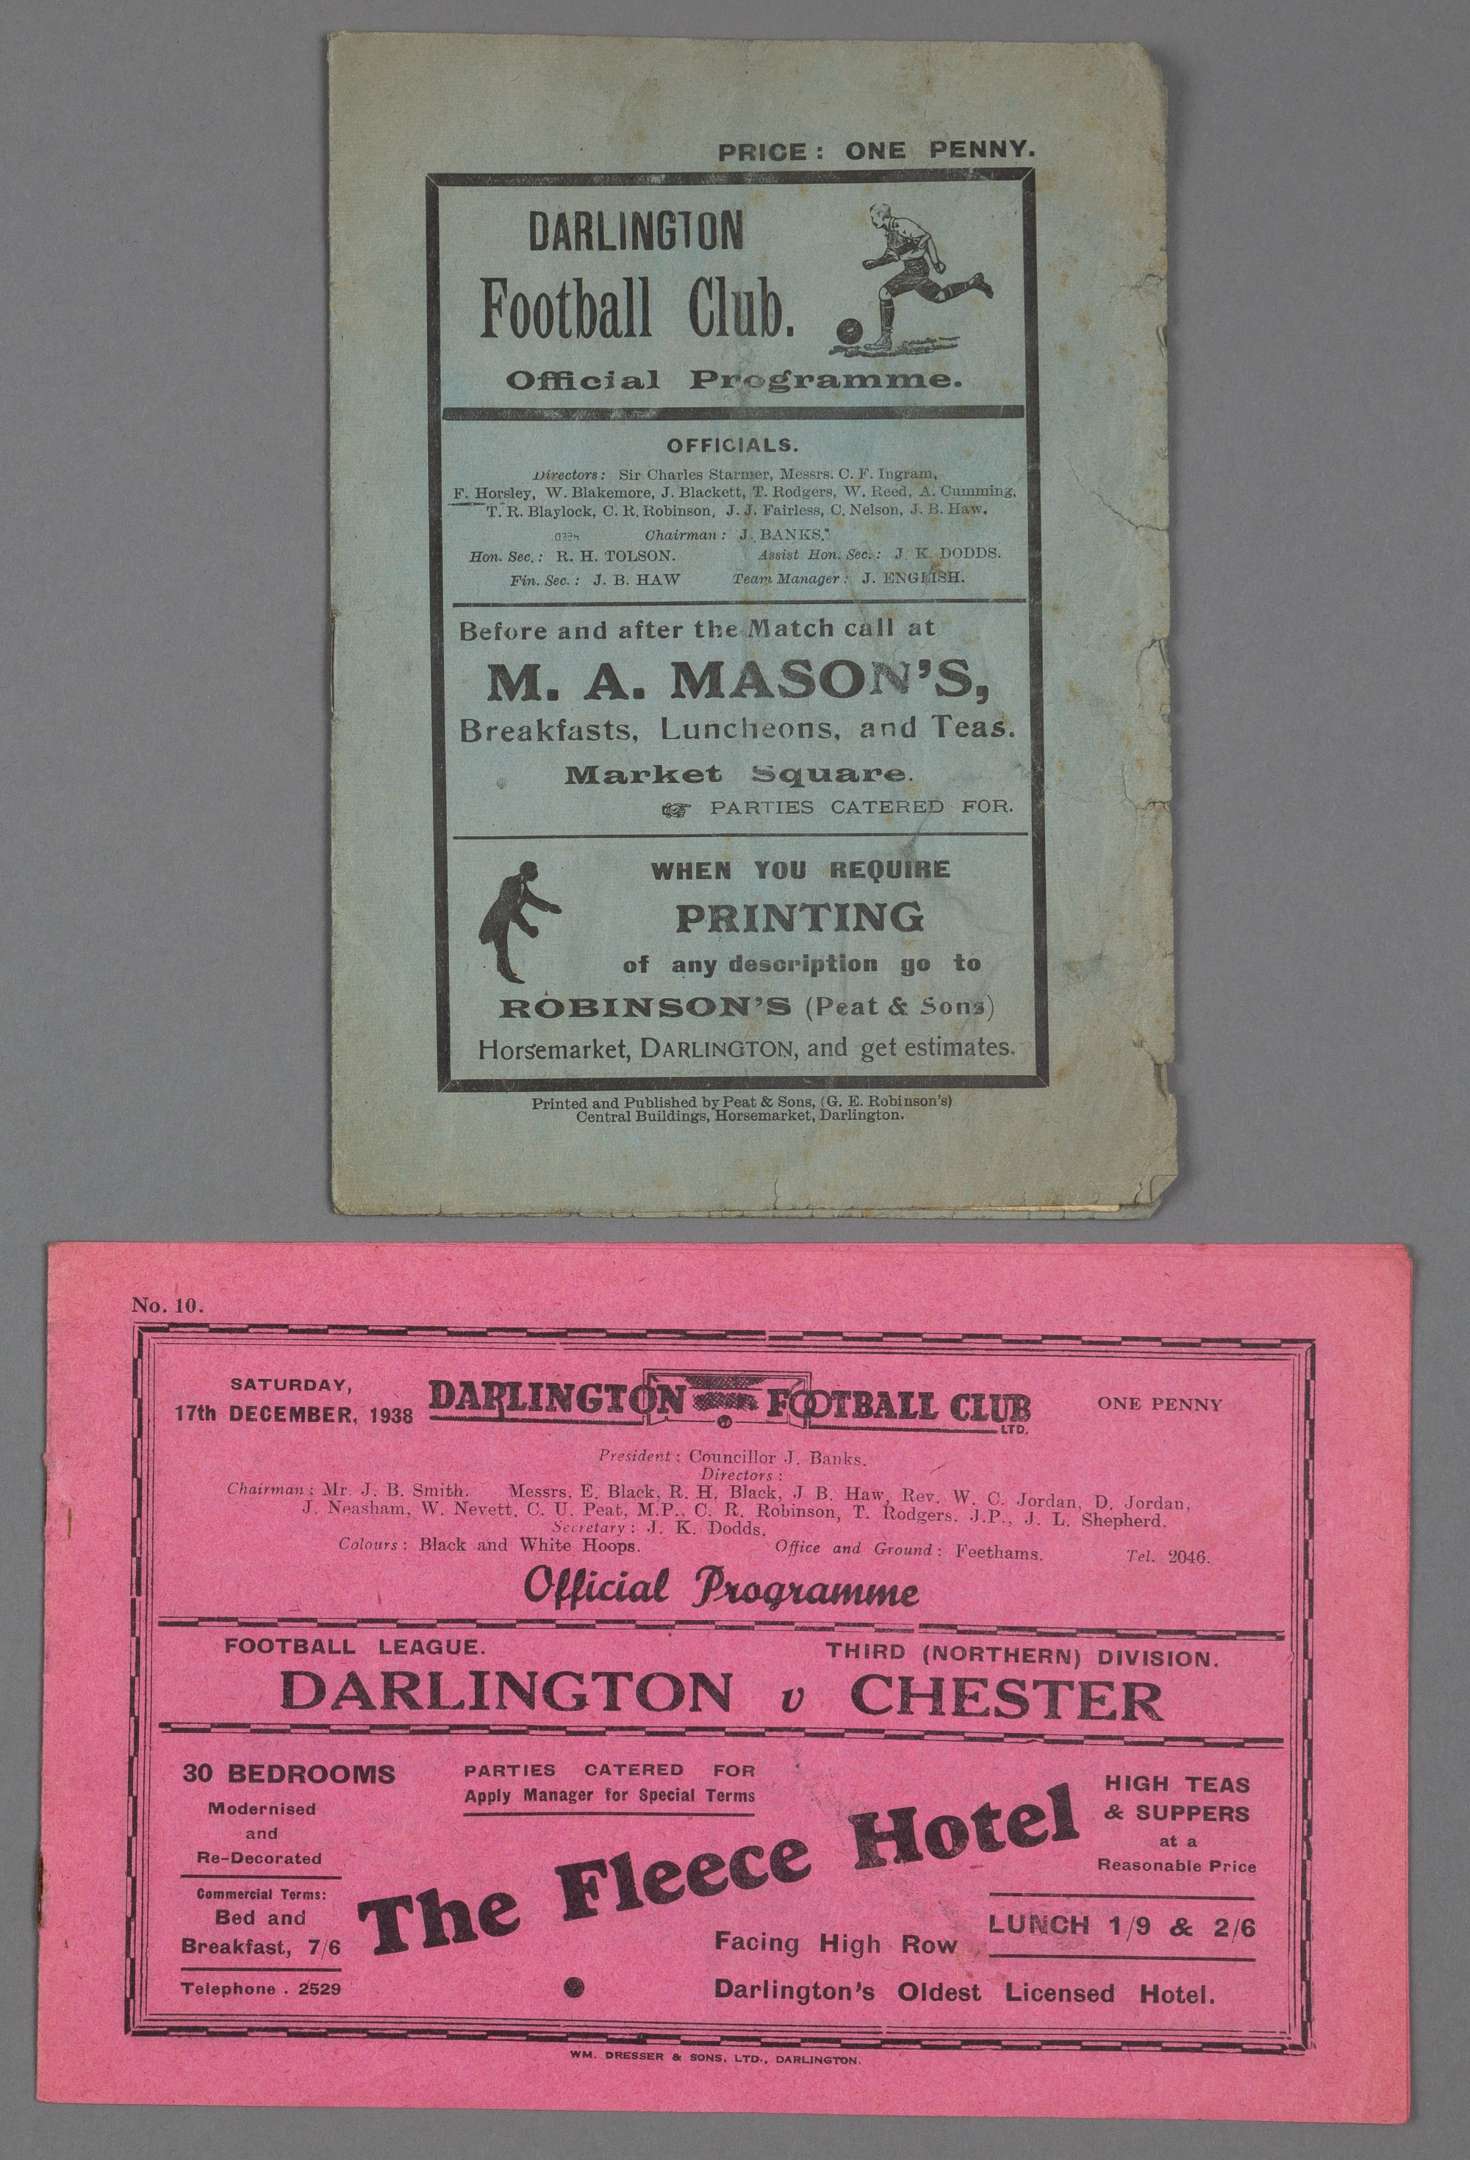 PRICE: ONE PENNY.
DARLINGTON
Football Club.
Official Programme.
OFFICIALS.
Directors: Sir Charles Starmer, Messrs. C. F. Ingram,
F. Horsley, W. Blakemore, J. Blackett, T. Rodgers, W. Reed, A. Cumming,
T. R. Blaylock, C. R. Robinson, J. J. Fairless, C. Nelson, J. B. Haw.
Chairman: J. BANKS.
Hon. Sec.: R. H. TOLSON. Assist Hon. Sec.: J. K. DODDS.
Fin. Sec.: J. B. HAW Team Manager: J. ENGLISH.
Before and after the Match call at
M. A. MASON'S,
Breakfasts, Luncheons, and Teas.
Market Square.
PARTIES CATERED FOR.
WHEN YOU REQUIRE
PRINTING
of any description go to
ROBINSON'S (Peat & Sons)
Horsemarket, DARLINGTON, and get estimates.
Printed and Published by Peat & Sons, (G. E. Robinson's)
Central Buildings, Horsemarket, Darlington.
No. 10.
SATURDAY,
17th DECEMBER, 1938
DARLINGTON FOOTBALL CLUB LTD.
ONE PENNY
President: Councillor J. Banks.
Directors:
Chairman: Mr. J. B. Smith. Messrs. E. Black, R. H. Black, J. B. Haw, Rev. W. C. Jordan, D. Jordan,
J. Neasham, W. Nevett, C. U. Peat, M.P., C. R. Robinson, T. Rodgers, J.P., J. L. Shepherd.
Secretary: J. K. Dodds.
Colours: Black and White Hoops. Office and Ground: Feethams. Tel. 2046.
Official Programme
FOOTBALL LEAGUE. THIRD (NORTHERN) DIVISION.
DARLINGTON v CHESTER
30 BEDROOMS
Modernised
and
Re-Decorated
Commercial Terms:
Bed and
Breakfast, 7/6
Telephone . 2529
PARTIES CATERED FOR
Apply Manager for Special Terms
The Fleece Hotel
HIGH TEAS
& SUPPERS
at a
Reasonable Price
LUNCH 1/9 & 2/6
Facing High Row
Darlington's Oldest Licensed Hotel.
WM. DRESSER & SONS, LTD., DARLINGTON.